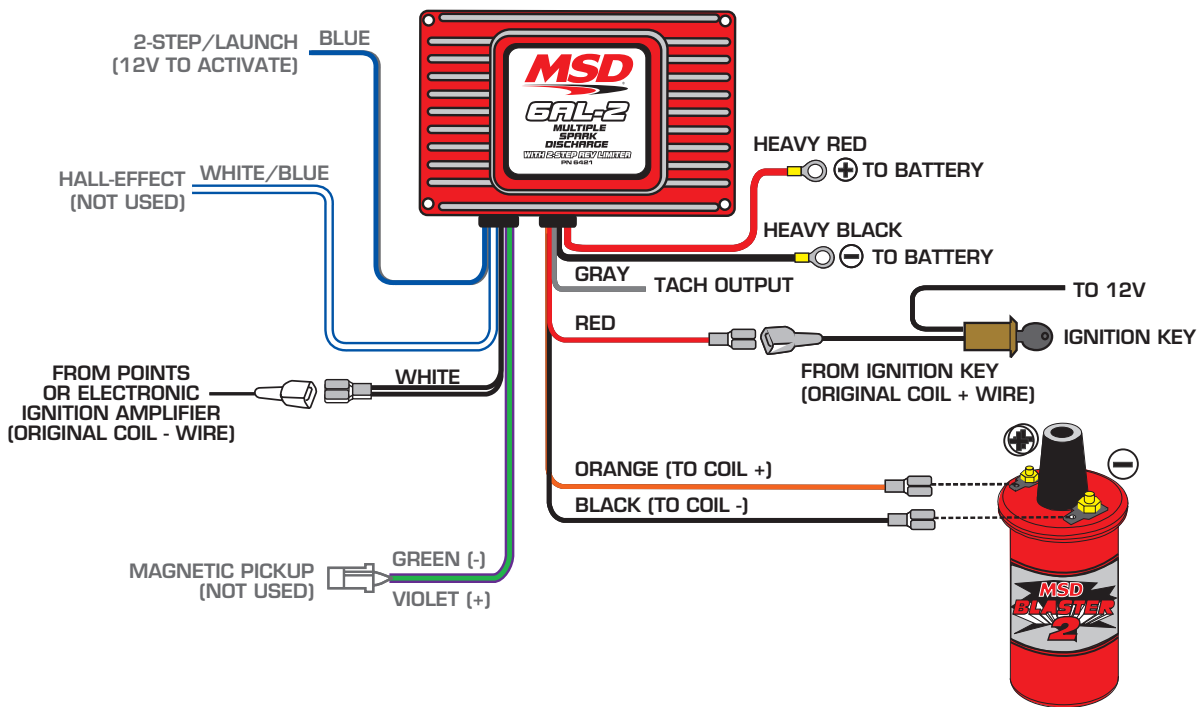 2-STEP/LAUNCH
(12V TO ACTIVATE)
BLUE
MSD
6AL-2
MULTIPLE
SPARK
DISCHARGE
WITH 2-STEP REV LIMITER
PN 6421
HEAVY RED
+ TO BATTERY
HALL-EFFECT
(NOT USED)
WHITE/BLUE
HEAVY BLACK
- TO BATTERY
GRAY
TACH OUTPUT
TO 12V
RED
IGNITION KEY
FROM IGNITION KEY
(ORIGINAL COIL + WIRE)
FROM POINTS
OR ELECTRONIC
IGNITION AMPLIFIER
(ORIGINAL COIL - WIRE)
WHITE
+
-
ORANGE (TO COIL +)
BLACK (TO COIL -)
MAGNETIC PICKUP
(NOT USED)
GREEN (-)
VIOLET (+)
MSD
BLASTER
2